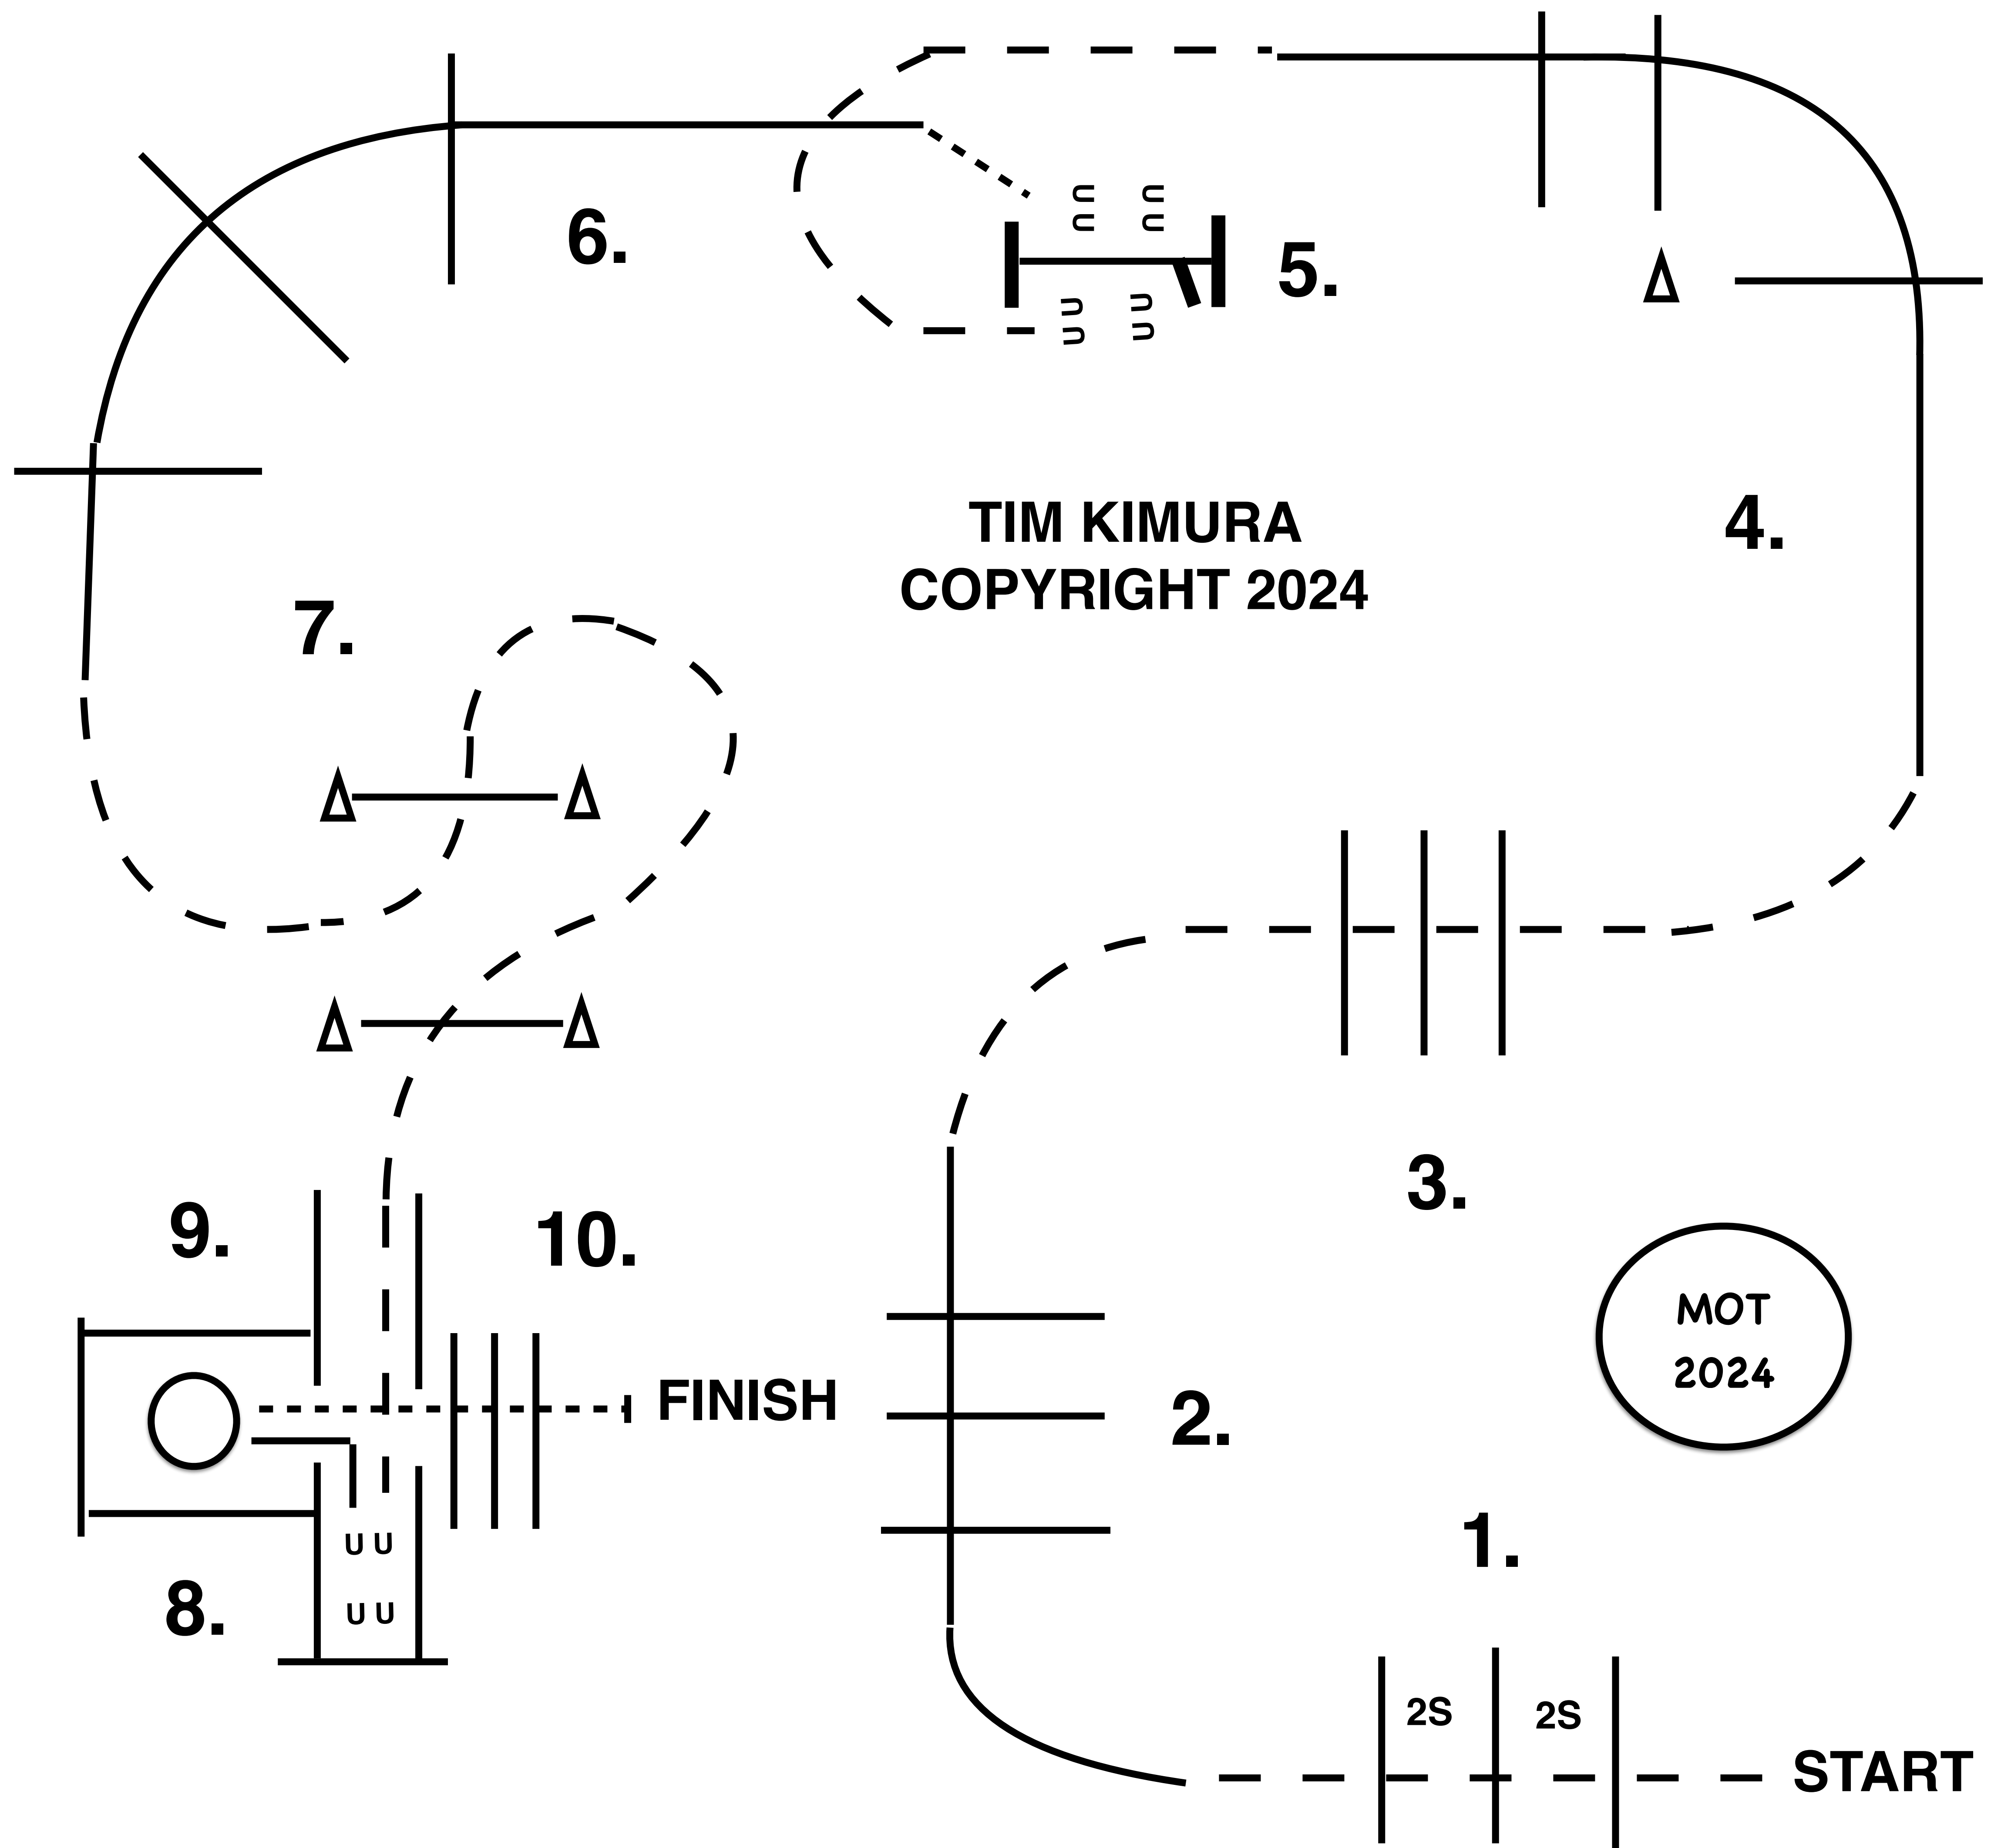 6.
5.
TIM KIMURA
COPYRIGHT 2024
4.
7.
3.
9.
10.
MOT
2024
FINISH
2.
1.
8.
2S 2S
START